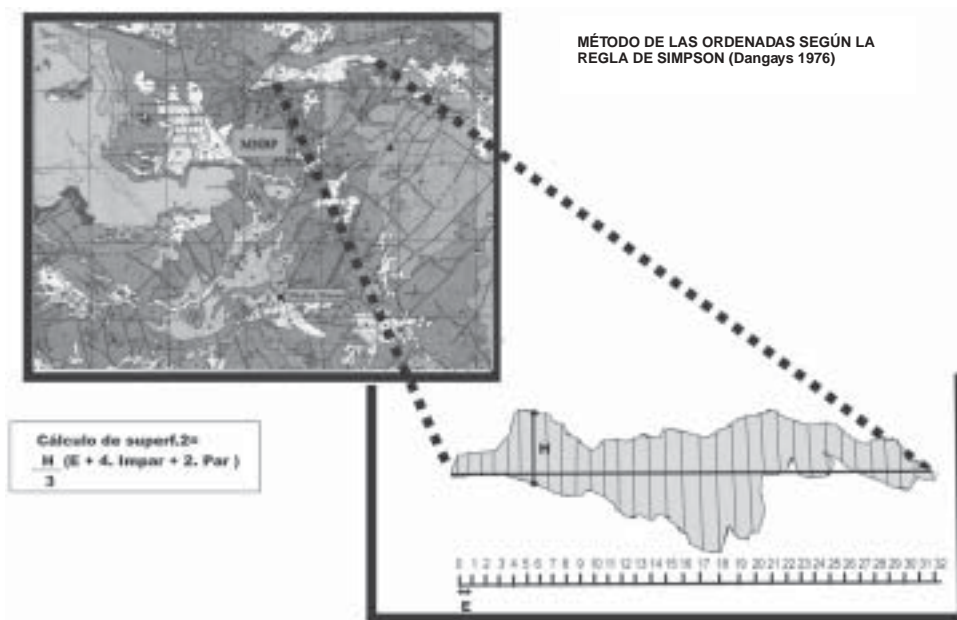 MÉTODO DE LAS ORDENADAS SEGÚN LA
REGLA DE SIMPSON (Dangays 1976)
Cálculo de superf.2=
H (E + 4. Impar + 2. Par )
3
H
0 1 2 3 4 5 6 7 8 9 10 11 12 13 14 15 16 17 18 19 20 21 22 23 24 25 26 27 28 29 30 31 32
E